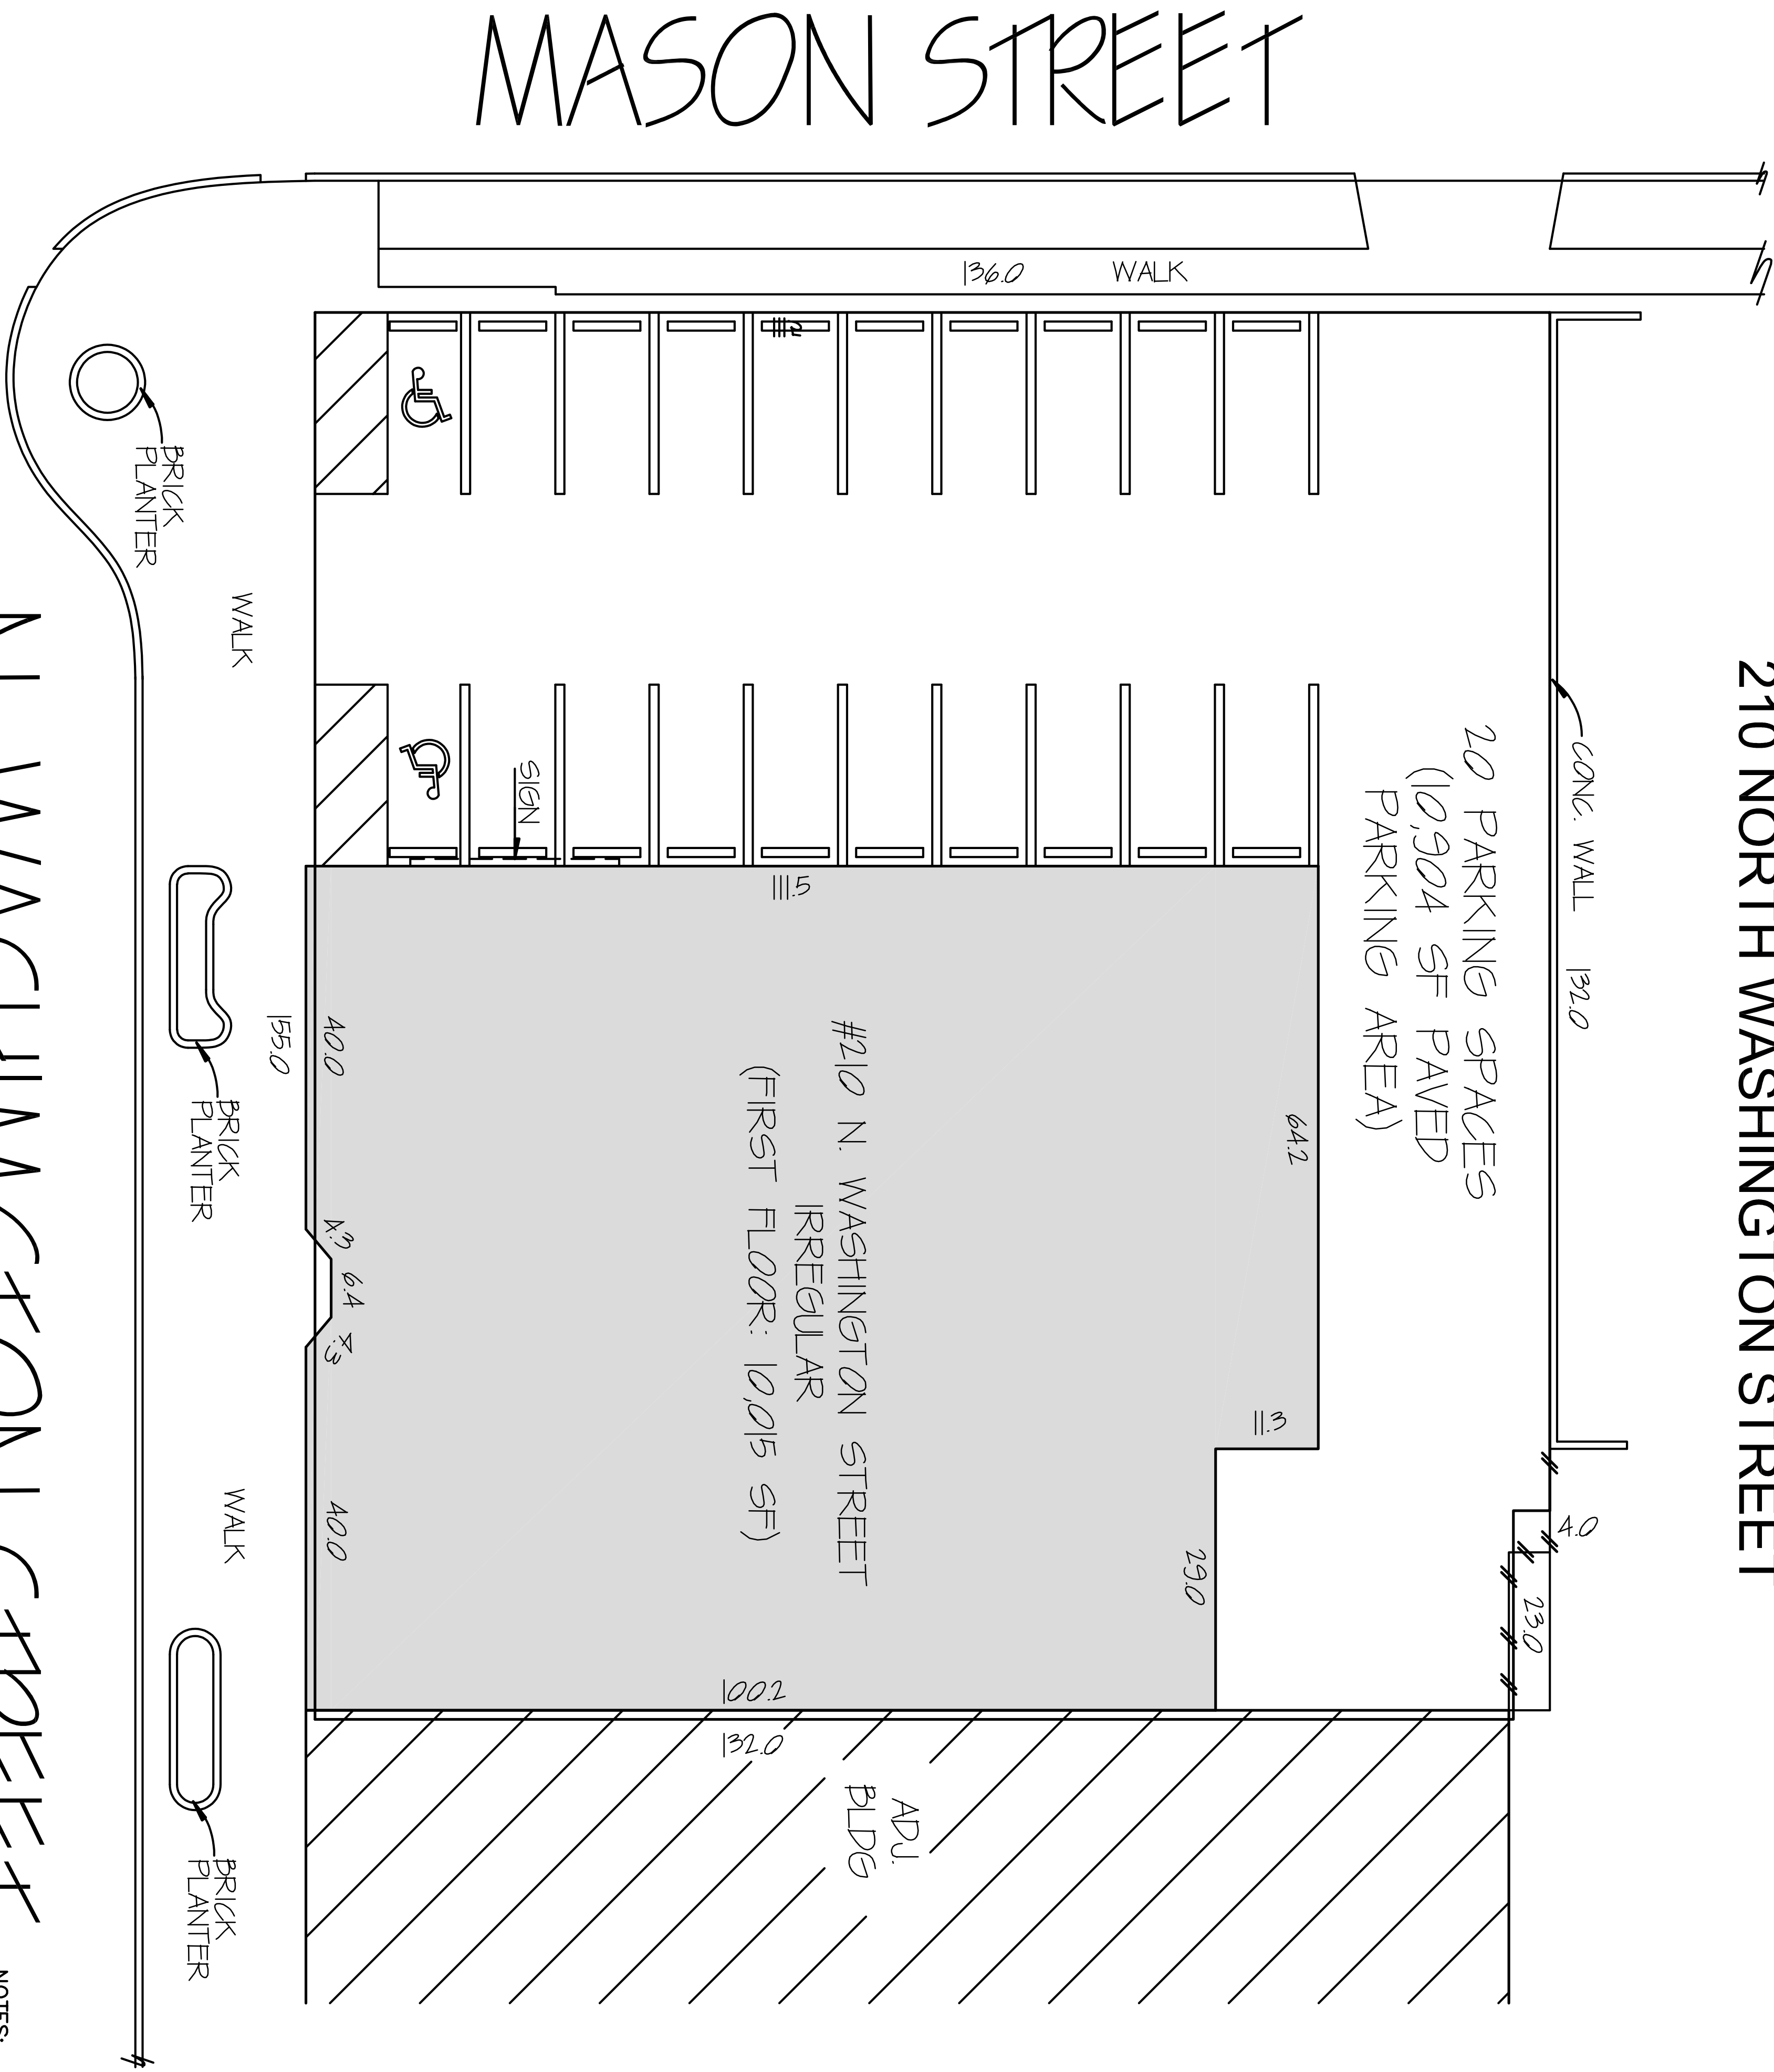 MASON STREET
136.0 WALK
BRICK
PLANTER
WALK
SIGN
CONC. WALL 132.0
210 NORTH WASHINGTON STREET
20 PARKING SPACES
(10,904 SF PAVED
PARKING AREA)
111.5
155.0
40.0
64.2
#210 N. WASHINGTON STREET
IRREGULAR
(FIRST FLOOR: 10,015 SF)
BRICK
PLANTER
4.3
6.4
4.3
11.3
WALK
40.0
29.0
4.0
23.0
100.2
132.0
ADJ.
BLDG
BRICK
PLANTER
NOTES: